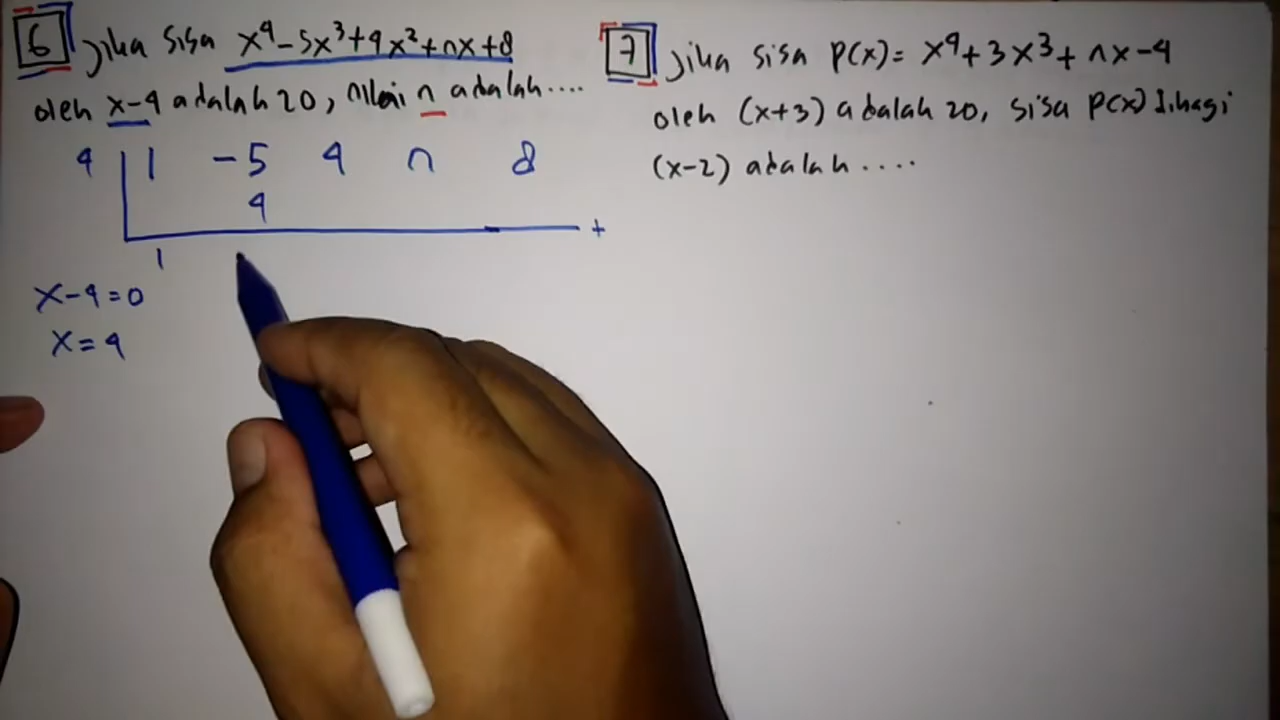 6 Jika sisa x⁴-5x³+4x²+nx+8
oleh x-4 adalah 20, Nilai n adalah....
4 1 -5 4 n 8
4
+
1
x-4=0
x=4
7 Jika sisa p(x)= x⁴+3x³+nx-4
oleh (x+3) adalah 20, sisa p(x) dibagi
(x-2) adalah ....